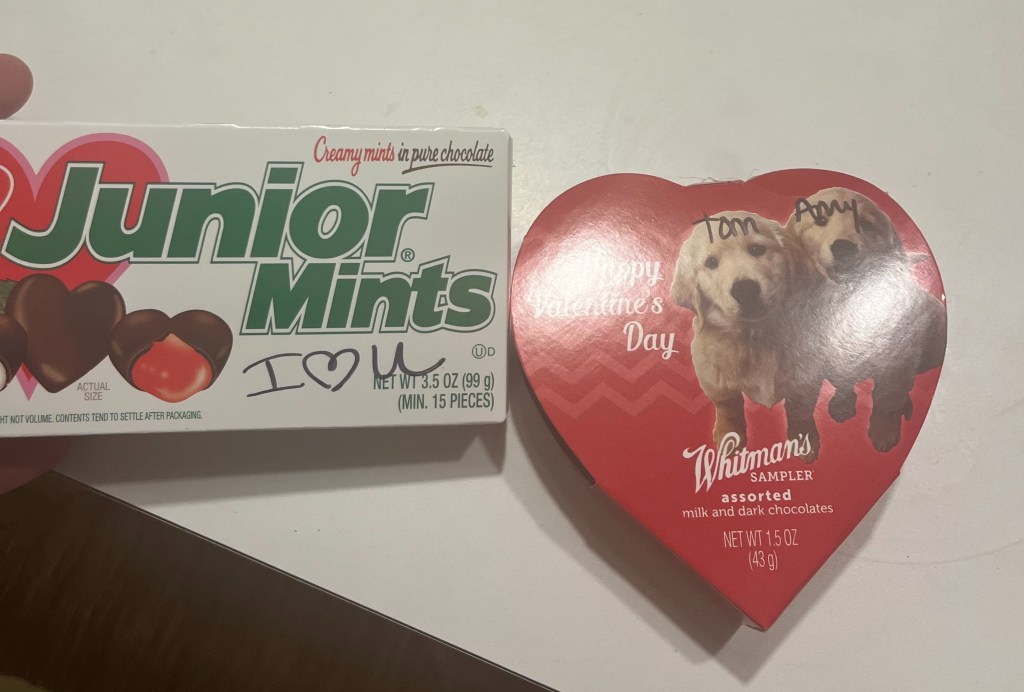 Creamy mints in pure chocolate
Junior®
Mints
I ♡ U
ACTUAL
SIZE
Ⓤ D
NET WT 3.5 OZ (99 g)
(MIN. 15 PIECES)
HT NOT VOLUME. CONTENTS TEND TO SETTLE AFTER PACKAGING.
Tom Amy
Happy
Valentine's
Day
Whitman's
SAMPLER
assorted
milk and dark chocolates
NET WT 1.5 OZ
(43 g)